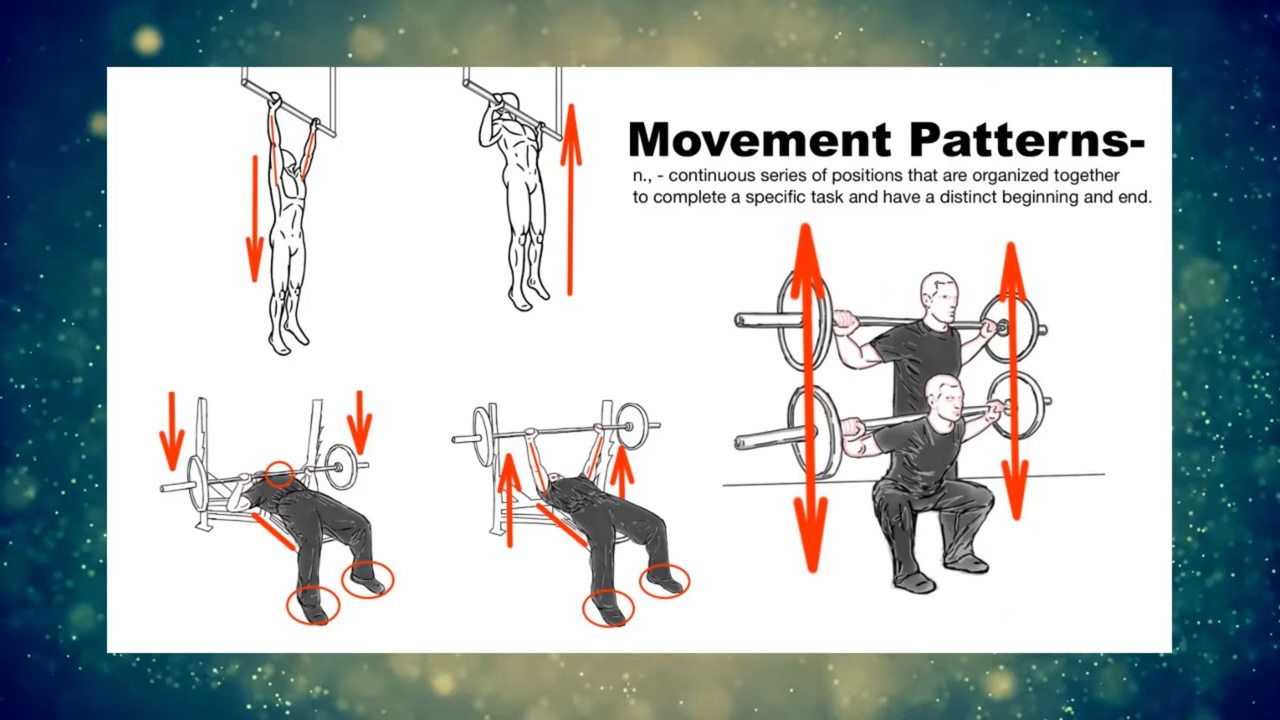 Movement Patterns-
n., - continuous series of positions that are organized together
to complete a specific task and have a distinct beginning and end.